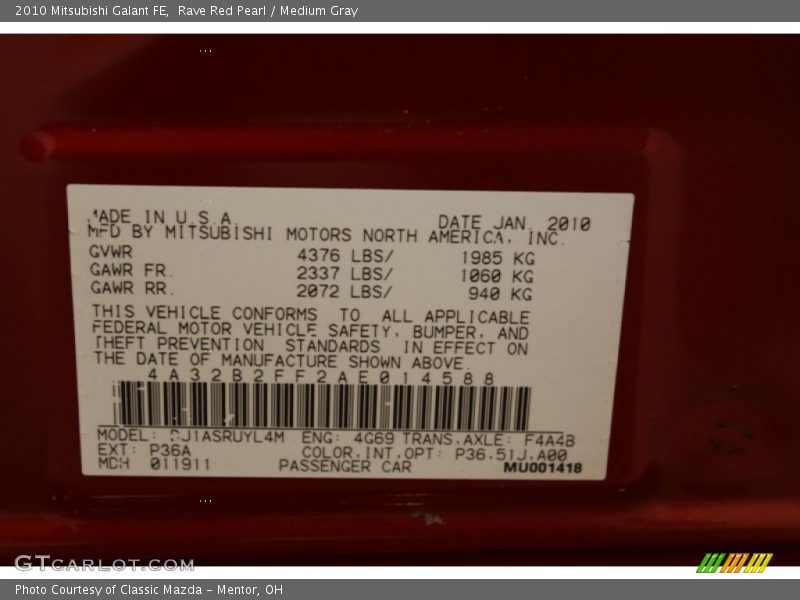 2010 Mitsubishi Galant FE,  Rave Red Pearl / Medium Gray
MADE IN U.S.A. DATE JAN. 2010
MFD BY MITSUBISHI MOTORS NORTH AMERICA, INC.
GVWR 4376 LBS/ 1985 KG
GAWR FR. 2337 LBS/ 1060 KG
GAWR RR. 2072 LBS/ 940 KG
THIS VEHICLE CONFORMS TO ALL APPLICABLE
FEDERAL MOTOR VEHICLE SAFETY, BUMPER, AND
THEFT PREVENTION STANDARDS IN EFFECT ON
THE DATE OF MANUFACTURE SHOWN ABOVE.
4A32B2FF2AE014588
MODEL: DJ1ASRUYL4M ENG: 4G69 TRANS.AXLE: F4A4B
EXT: P36A COLOR.INT.OPT: P36.51J.A00
MDH 011911 PASSENGER CAR MU001418
GTCARLOT.COM
Photo Courtesy of Classic Mazda - Mentor, OH